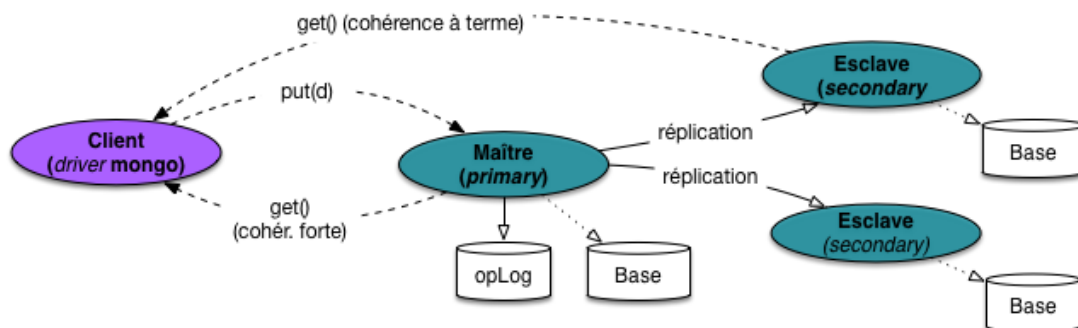 get() (cohérence à terme)
Esclave
(secondary
put(d)
Client
(driver mongo)
réplication
Base
Maître
(primary)
réplication
get()
(cohér. forte)
Esclave
(secondary)
opLog
Base
Base